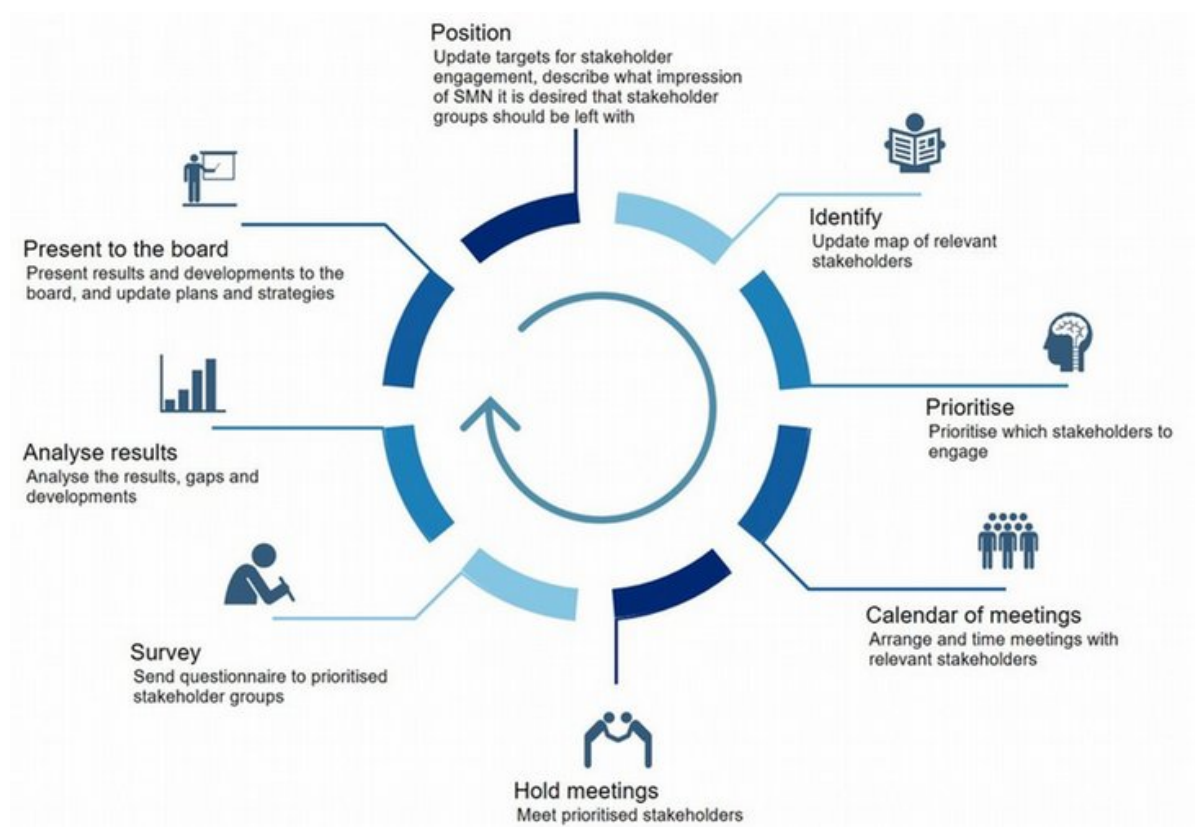 Position
Update targets for stakeholder
engagement, describe what impression
of SMN it is desired that stakeholder
groups should be left with
Identify
Update map of relevant
stakeholders
Prioritise
Prioritise which stakeholders to
engage
Calendar of meetings
Arrange and time meetings with
relevant stakeholders
Hold meetings
Meet prioritised stakeholders
Survey
Send questionnaire to prioritised
stakeholder groups
Analyse results
Analyse the results, gaps and
developments
Present to the board
Present results and developments to the
board, and update plans and strategies